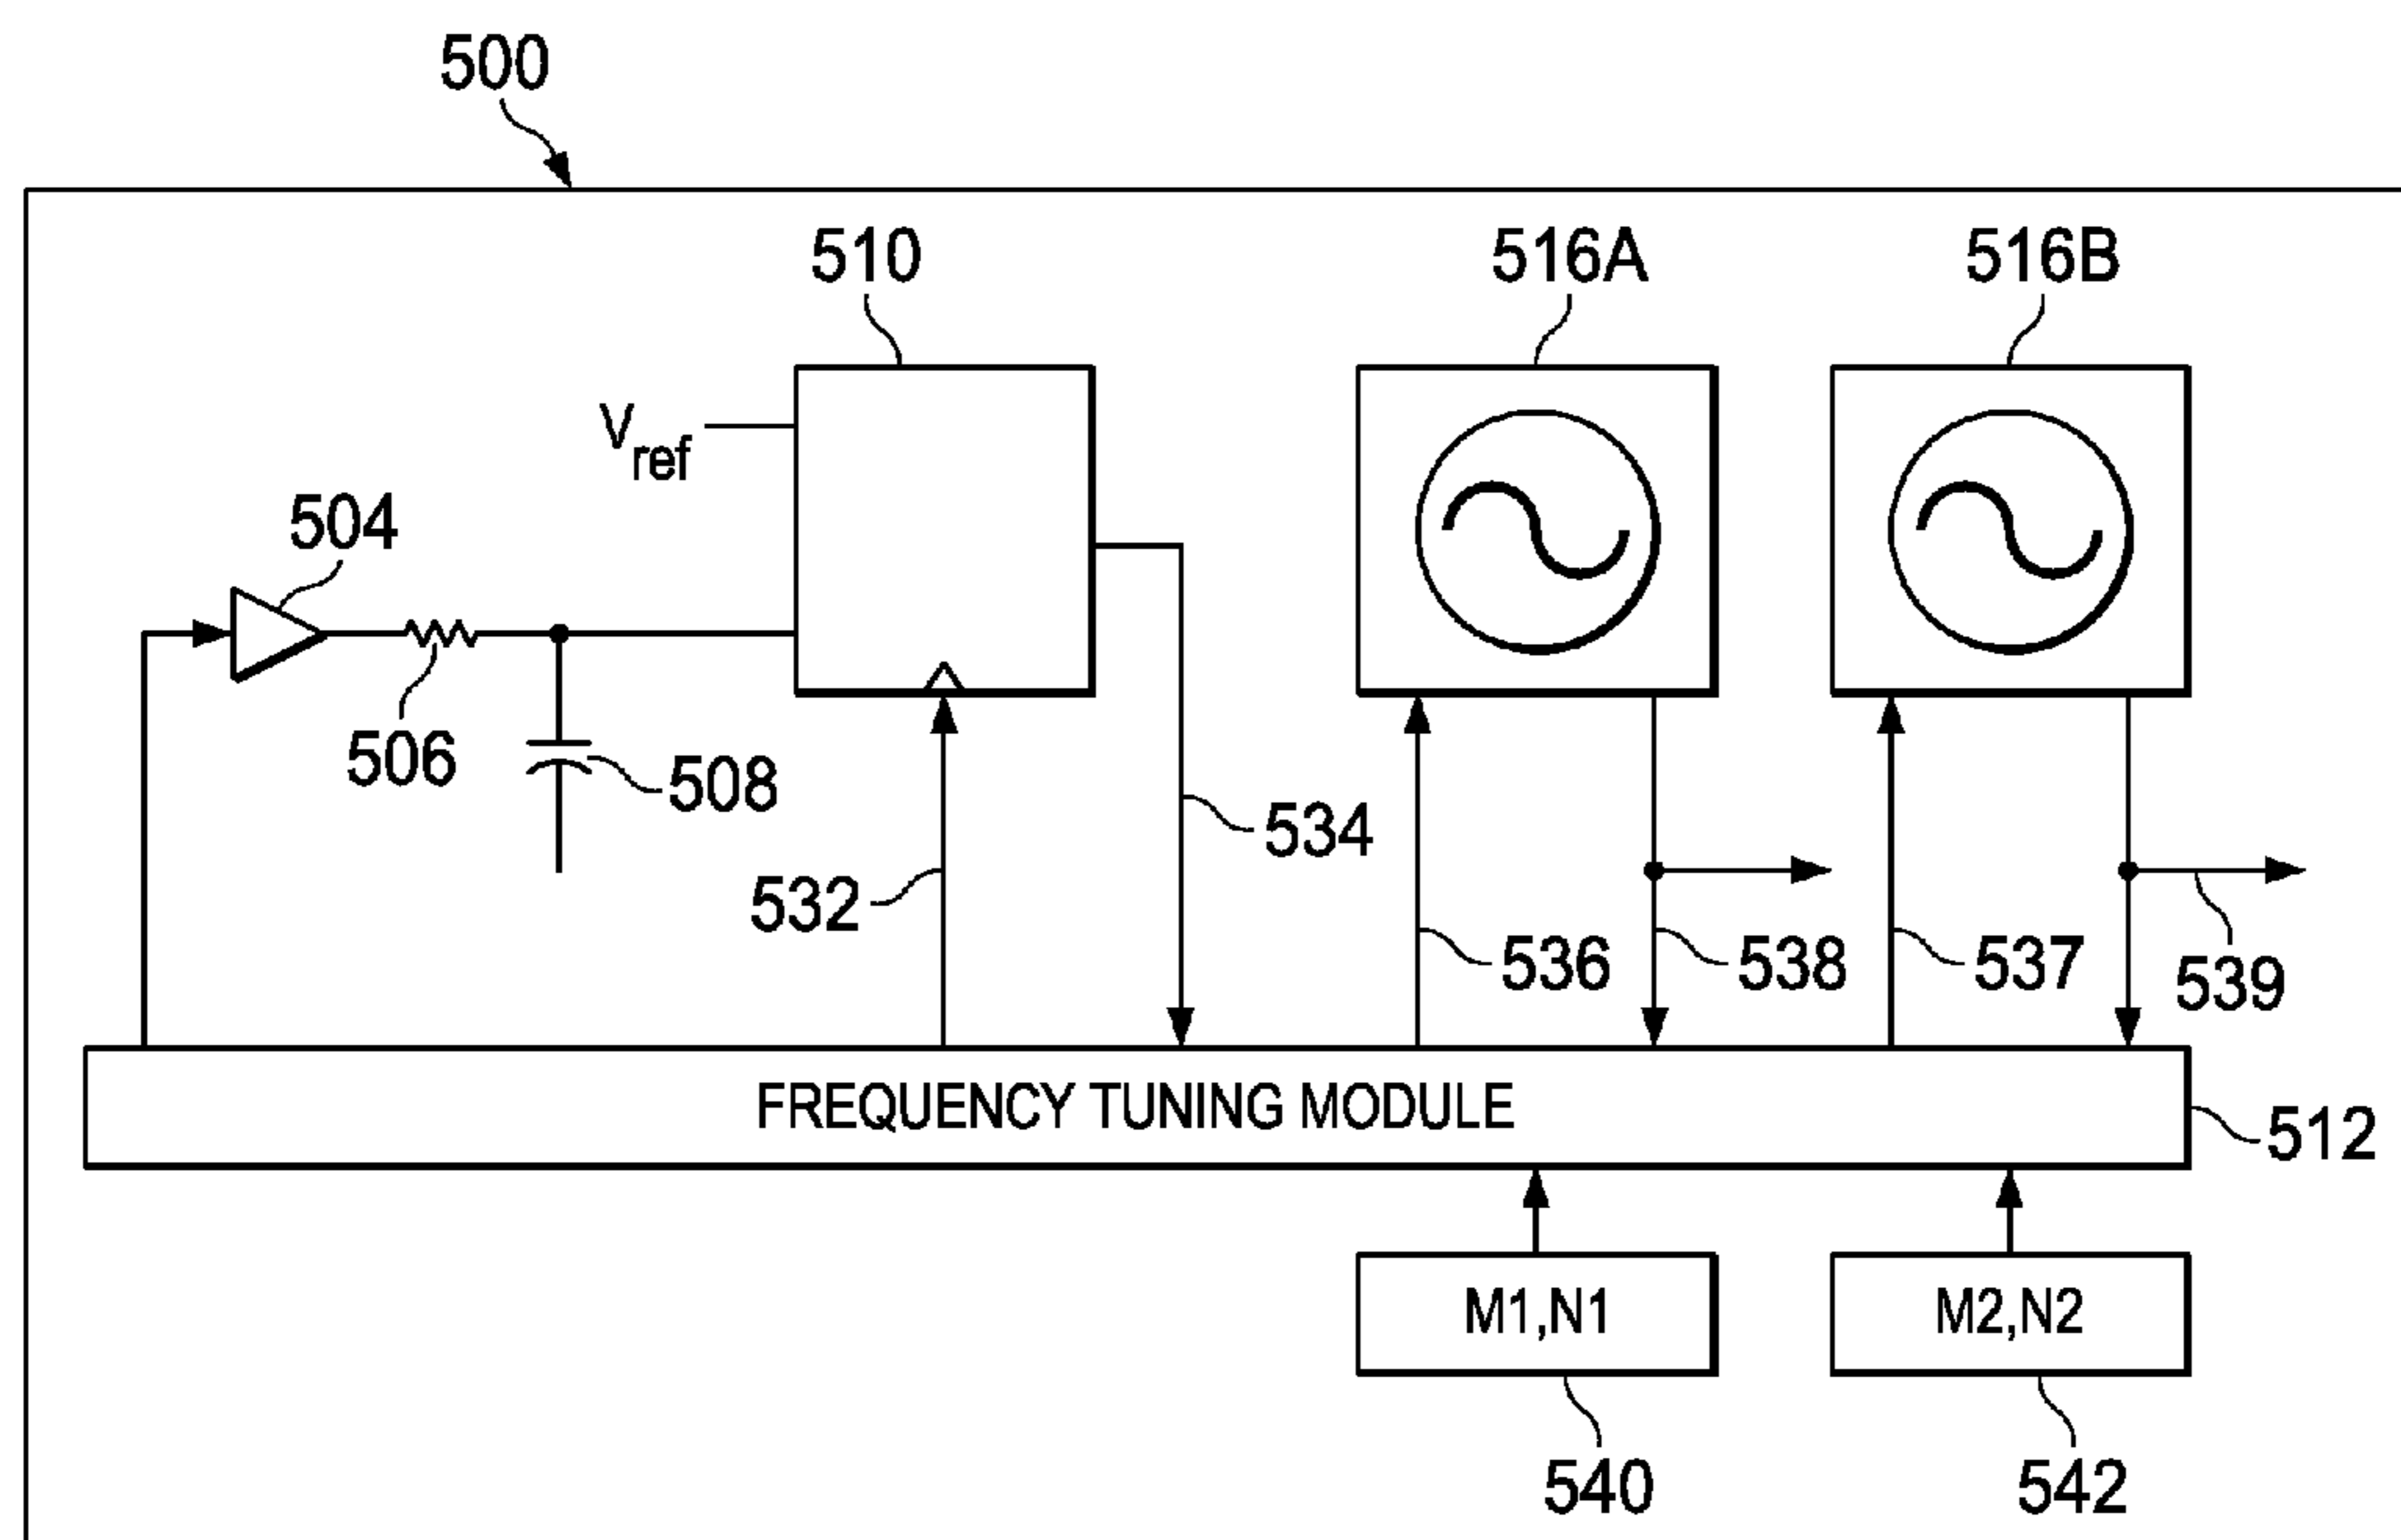 500
510
516A
516B
Vref
504
506
508
532
534
536
538
537
539
FREQUENCY TUNING MODULE
512
M1,N1
M2,N2
540
542